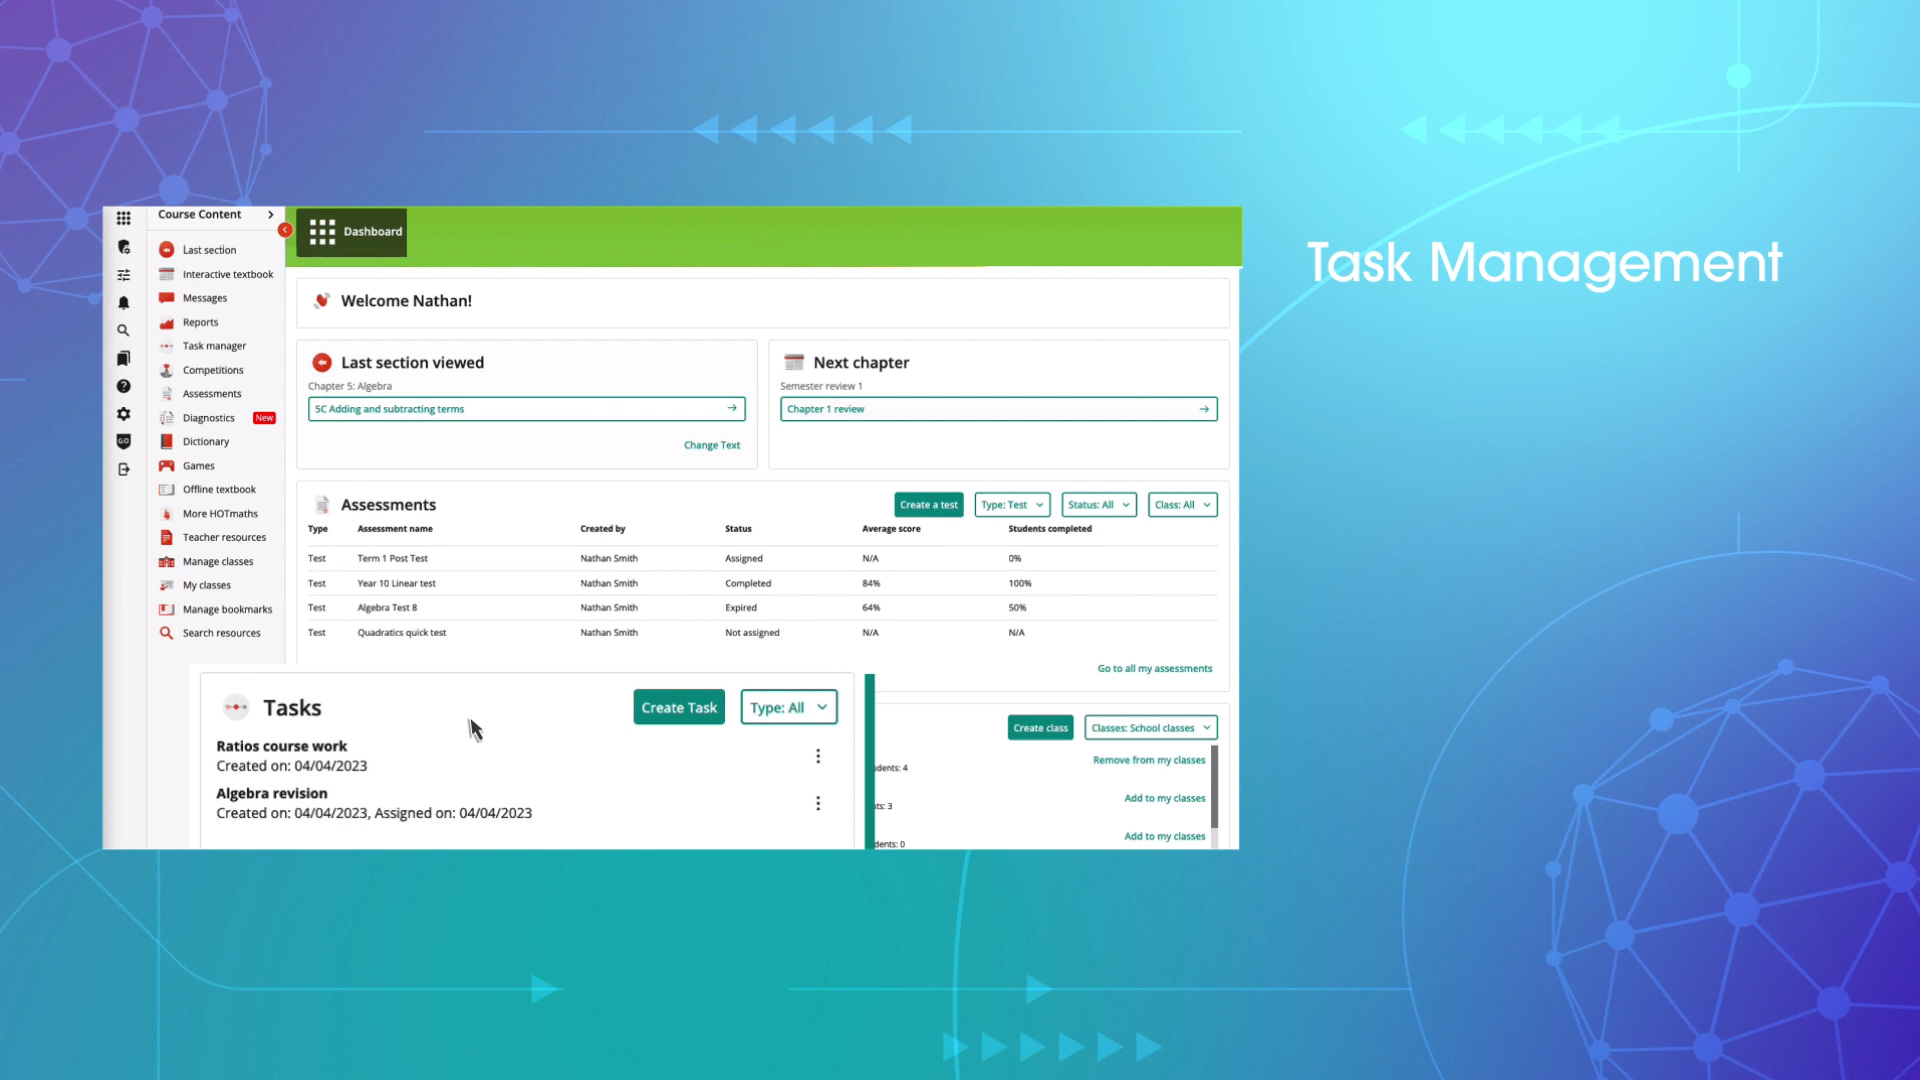 Task Management
Course Content
Last section
Interactive textbook
Messages
Reports
Task manager
Competitions
Assessments
Diagnostics New
Dictionary
Games
Offline textbook
More HOTmaths
Teacher resources
Manage classes
My classes
Manage bookmarks
Search resources
GO
Dashboard
Welcome Nathan!
Last section viewed
Chapter 5: Algebra
5C Adding and subtracting terms
Change Text
Next chapter
Semester review 1
Chapter 1 review
Assessments Create a test Type: Test Status: All Class: All
Type Assessment name Created by Status Average score Students completed
Test Term 1 Post Test Nathan Smith Assigned N/A 0%
Test Year 10 Linear test Nathan Smith Completed 84% 100%
Test Algebra Test 8 Nathan Smith Expired 64% 50%
Test Quadratics quick test Nathan Smith Not assigned N/A N/A
Go to all my assessments
Tasks Create Task Type: All
Ratios course work
Created on: 04/04/2023
Algebra revision
Created on: 04/04/2023, Assigned on: 04/04/2023
Create class Classes: School classes
Remove from my classes
udents: 4
Add to my classes
ts: 3
Add to my classes
dents: 0